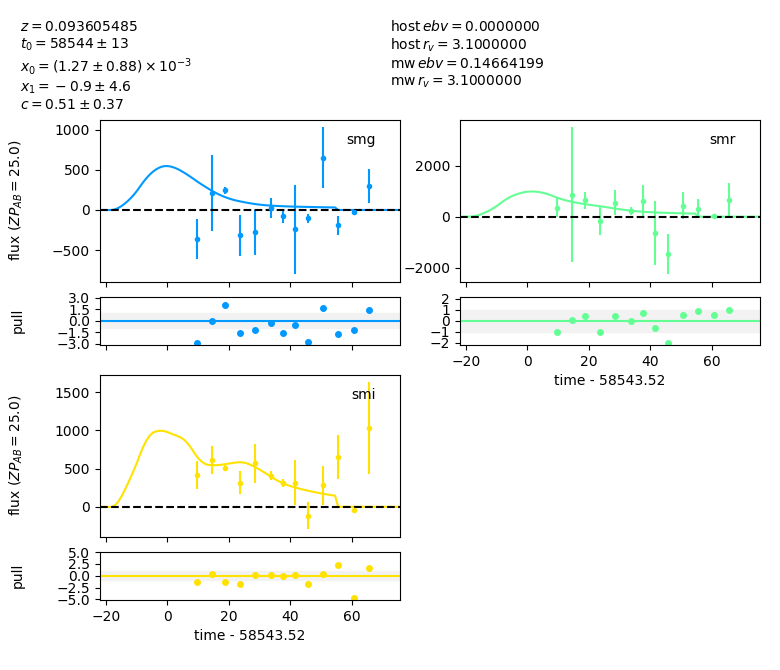 z = 0.093605485
t₀ = 58544 ± 13
x₀ = (1.27 ± 0.88) × 10⁻³
x₁ = −0.9 ± 4.6
c = 0.51 ± 0.37
host ebv = 0.0000000
host r_v = 3.1000000
mw ebv = 0.14664199
mw r_v = 3.1000000
smg
flux (ZP_AB = 25.0)
1000
500
0
−500
pull
3.0
1.5
0.0
−1.5
−3.0
smr
2000
0
−2000
2
1
0
−1
−2
−20 0 20 40 60
time - 58543.52
smi
flux (ZP_AB = 25.0)
1500
1000
500
0
pull
5.0
2.5
0.0
−2.5
−5.0
−20 0 20 40 60
time - 58543.52